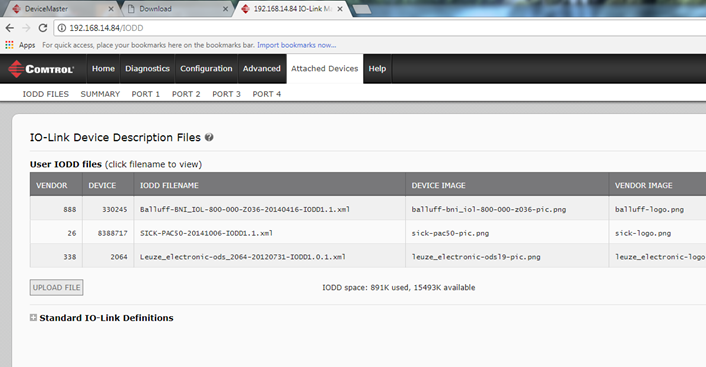 DeviceMaster
Download
192.168.14.84 IO-Link M
192.168.14.84/IODD
Apps For quick access, place your bookmarks here on the bookmarks bar. Import bookmarks now...
COMTROL Home Diagnostics Configuration Advanced Attached Devices Help
IODD FILES SUMMARY PORT 1 PORT 2 PORT 3 PORT 4
IO-Link Device Description Files ?
User IODD files (click filename to view)
VENDOR DEVICE IODD FILENAME DEVICE IMAGE VENDOR IMAGE
888 330245 Balluff-BNI_IOL-800-000-Z036-20140416-IODD1.1.xml balluff-bni_iol-800-000-z036-pic.png balluff-logo.png
26 8388717 SICK-PAC50-20141006-IODD1.1.xml sick-pac50-pic.png sick-logo.png
338 2064 Leuze_electronic-ods_2064-20120731-IODD1.0.1.xml leuze_electronic-odsl9-pic.png leuze_electronic-logo
UPLOAD FILE IODD space: 891K used, 15493K available
Standard IO-Link Definitions